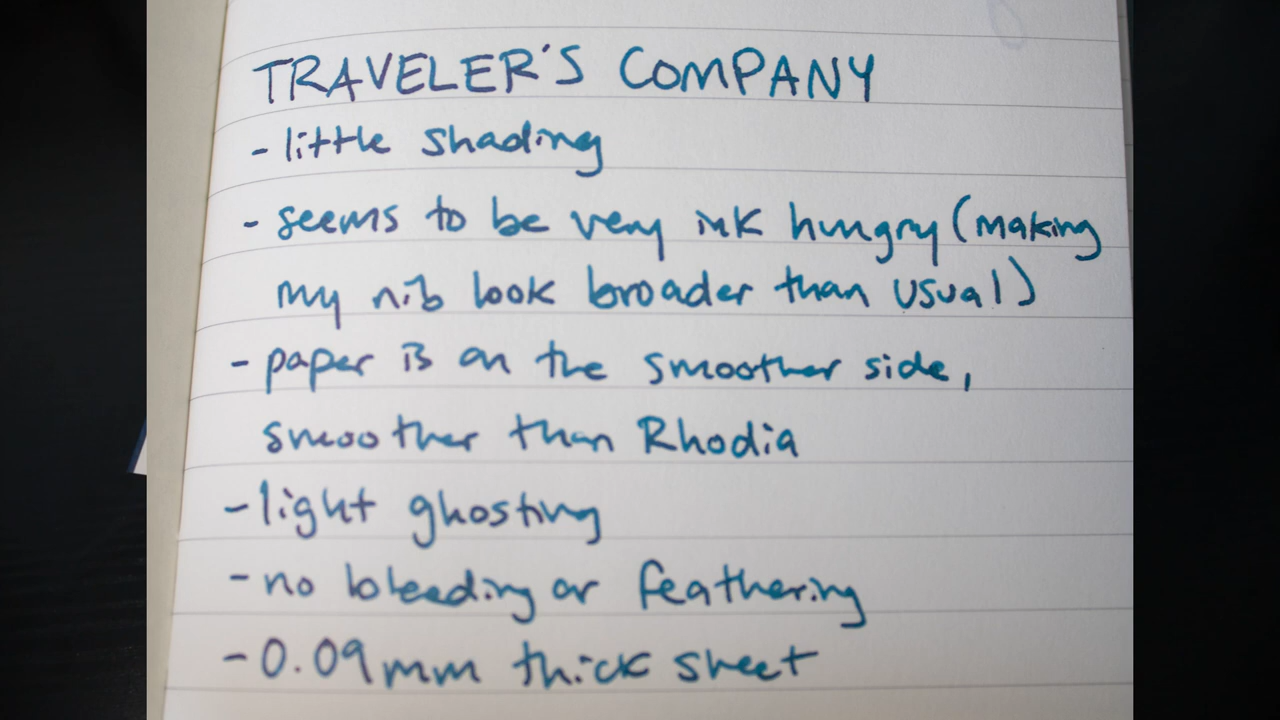 TRAVELER'S COMPANY
- little shading
- seems to be very ink hungry (making
my nib look broader than usual)
- paper is on the smoother side,
smoother than Rhodia
- light ghosting
- no bleeding or feathering
- 0.09mm thick sheet